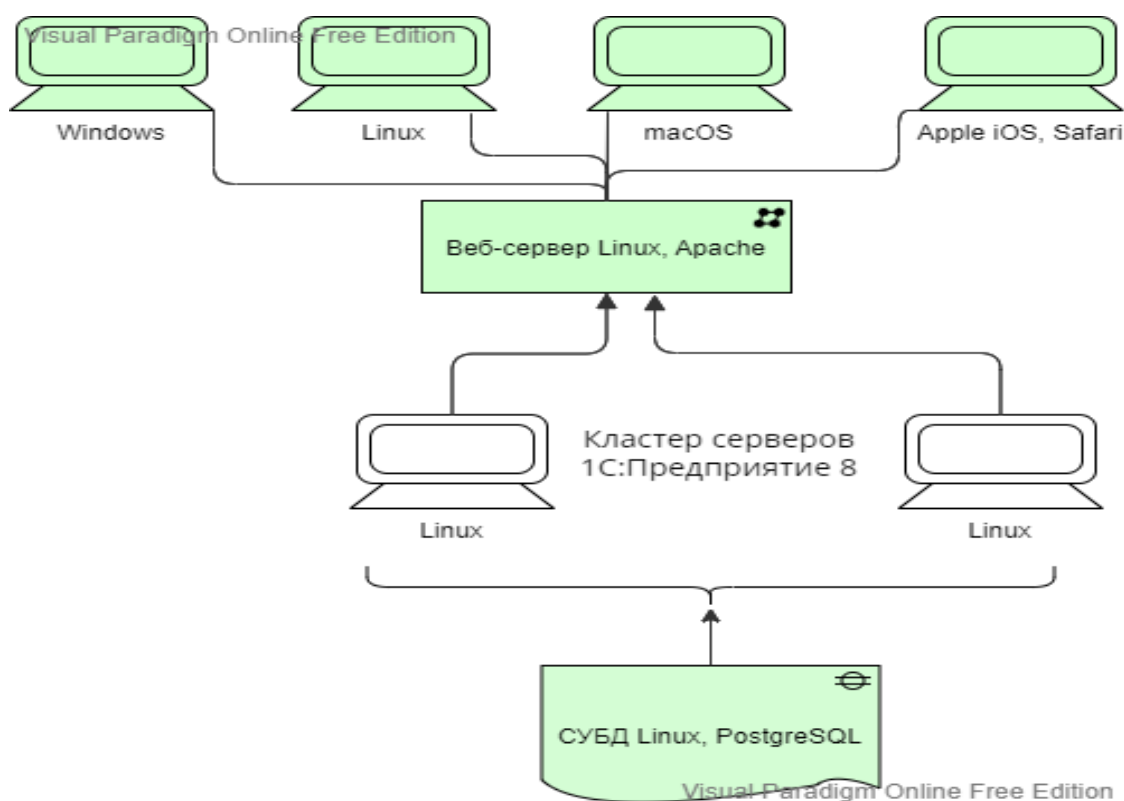 Visual Paradigm Online Free Edition
Windows
Linux
macOS
Apple iOS, Safari
Веб-сервер Linux, Apache
Кластер серверов
1С:Предприятие 8
Linux
Linux
СУБД Linux, PostgreSQL
Visual Paradigm Online Free Edition